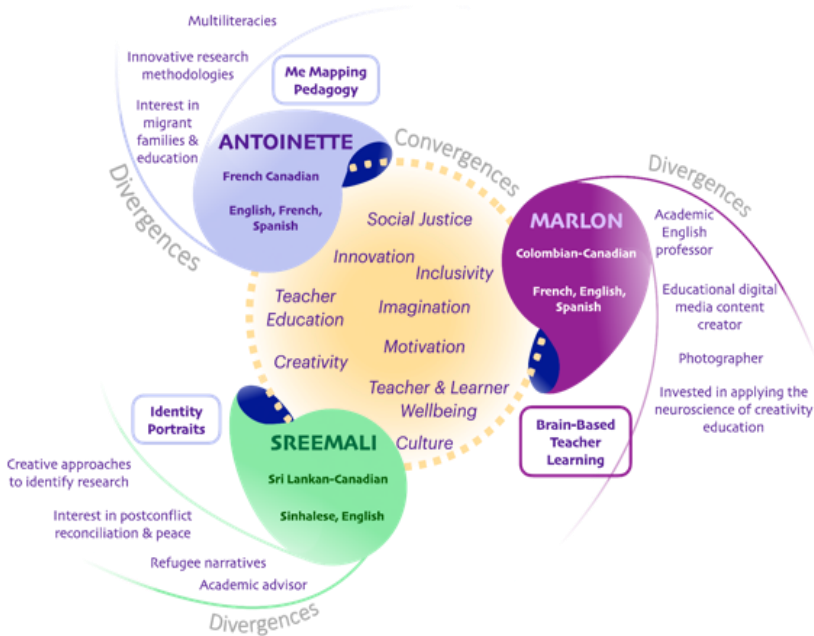 Multiliteracies
Innovative research
methodologies
Interest in
migrant
families &
education
Divergences
Me Mapping
Pedagogy
ANTOINETTE
French Canadian
English, French,
Spanish
Convergences
Social Justice
Innovation
Inclusivity
Teacher
Education
Imagination
Creativity
Motivation
Teacher & Learner
Wellbeing
Culture
Divergences
MARLON
Colombian-Canadian
French, English,
Spanish
Academic
English
professor
Educational digital
media content
creator
Photographer
Invested in applying the
neuroscience of creativity
education
Brain-Based
Teacher
Learning
Identity
Portraits
SREEMALI
Sri Lankan-Canadian
Sinhalese, English
Creative approaches
to identify research
Interest in postconflict
reconciliation & peace
Refugee narratives
Academic advisor
Divergences